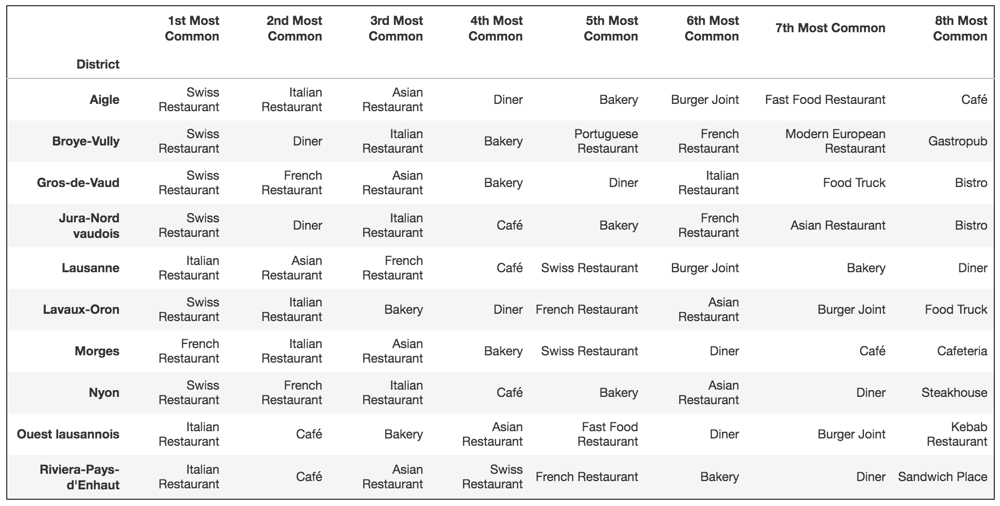 1st Most Common 2nd Most Common 3rd Most Common 4th Most Common 5th Most Common 6th Most Common 7th Most Common 8th Most Common
District
Aigle Swiss Restaurant Italian Restaurant Asian Restaurant Diner Bakery Burger Joint Fast Food Restaurant Café
Broye-Vully Swiss Restaurant Diner Italian Restaurant Bakery Portuguese Restaurant French Restaurant Modern European Restaurant Gastropub
Gros-de-Vaud Swiss Restaurant French Restaurant Asian Restaurant Bakery Diner Italian Restaurant Food Truck Bistro
Jura-Nord vaudois Swiss Restaurant Diner Italian Restaurant Café Bakery French Restaurant Asian Restaurant Bistro
Lausanne Italian Restaurant Asian Restaurant French Restaurant Café Swiss Restaurant Burger Joint Bakery Diner
Lavaux-Oron Swiss Restaurant Italian Restaurant Bakery Diner French Restaurant Asian Restaurant Burger Joint Food Truck
Morges French Restaurant Italian Restaurant Asian Restaurant Bakery Swiss Restaurant Diner Café Cafeteria
Nyon Swiss Restaurant French Restaurant Italian Restaurant Café Bakery Asian Restaurant Diner Steakhouse
Ouest lausannois Italian Restaurant Café Bakery Asian Restaurant Fast Food Restaurant Diner Burger Joint Kebab Restaurant
Riviera-Pays-d'Enhaut Italian Restaurant Café Asian Restaurant Swiss Restaurant French Restaurant Bakery Diner Sandwich Place